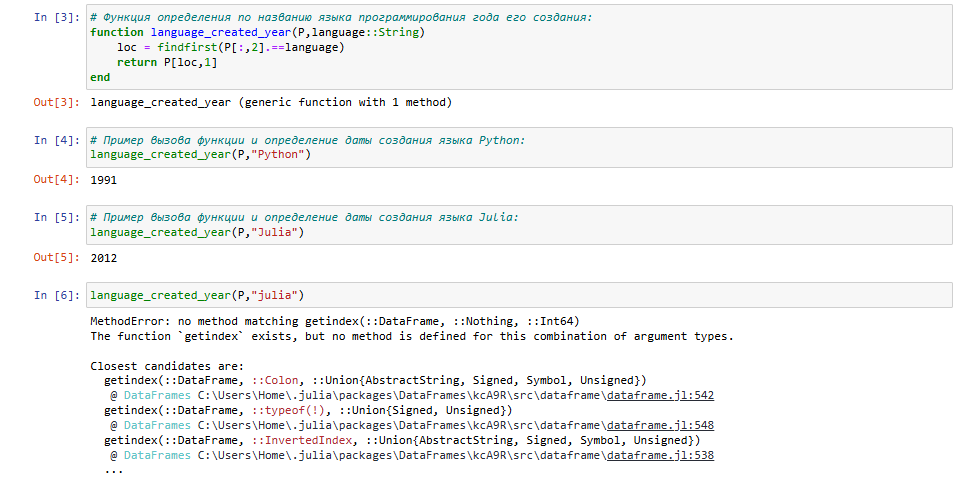 In [3]: # Функция определения по названию языка программирования года его создания:
function language_created_year(P,language::String)
    loc = findfirst(P[:,2].==language)
    return P[loc,1]
end
Out[3]: language_created_year (generic function with 1 method)
In [4]: # Пример вызова функции и определение даты создания языка Python:
language_created_year(P,"Python")
Out[4]: 1991
In [5]: # Пример вызова функции и определение даты создания языка Julia:
language_created_year(P,"Julia")
Out[5]: 2012
In [6]: language_created_year(P,"julia")
MethodError: no method matching getindex(::DataFrame, ::Nothing, ::Int64)
The function `getindex` exists, but no method is defined for this combination of argument types.
Closest candidates are:
  getindex(::DataFrame, ::Colon, ::Union{AbstractString, Signed, Symbol, Unsigned})
   @ DataFrames C:\Users\Home\.julia\packages\DataFrames\kcA9R\src\dataframe\dataframe.jl:542
  getindex(::DataFrame, ::typeof(!), ::Union{Signed, Unsigned})
   @ DataFrames C:\Users\Home\.julia\packages\DataFrames\kcA9R\src\dataframe\dataframe.jl:548
  getindex(::DataFrame, ::InvertedIndex, ::Union{AbstractString, Signed, Symbol, Unsigned})
   @ DataFrames C:\Users\Home\.julia\packages\DataFrames\kcA9R\src\dataframe\dataframe.jl:538
  ...